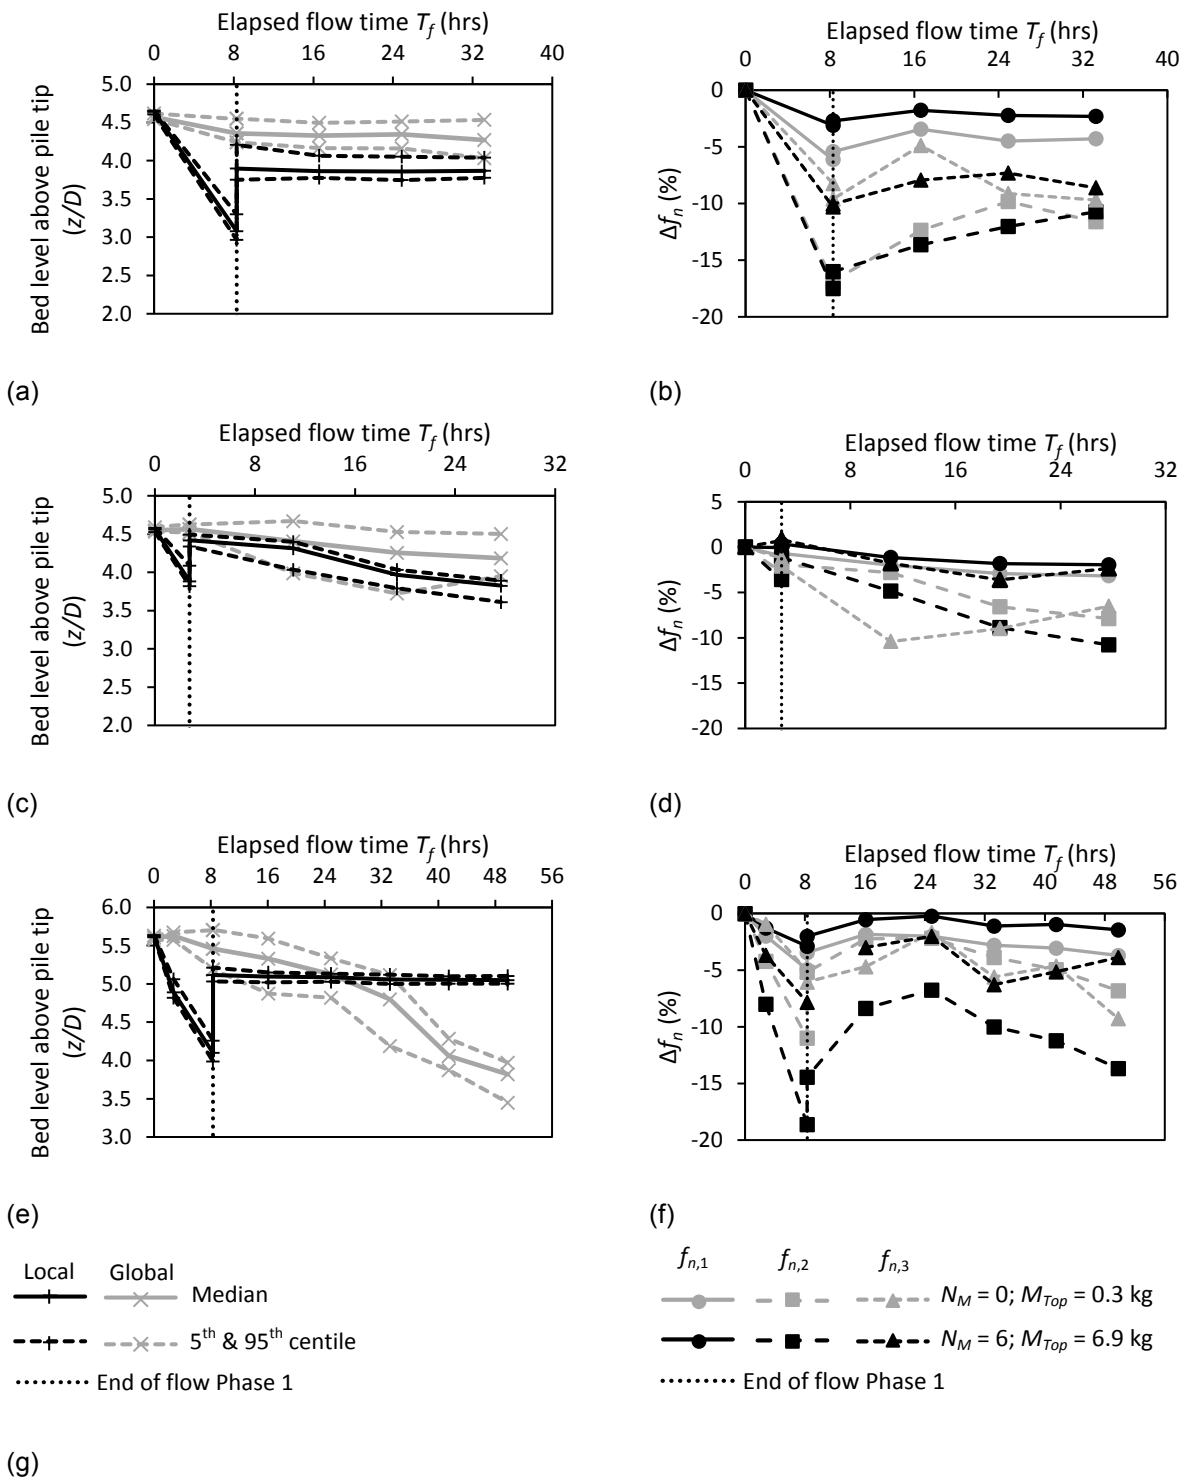 Elapsed flow time T_f (hrs)
0 8 16 24 32 40
5.0
4.5
4.0
3.5
3.0
2.5
2.0
Bed level above pile tip
(z/D)
(a)
Elapsed flow time T_f (hrs)
0 8 16 24 32 40
0
-5
-10
-15
-20
Δf_n (%)
(b)
Elapsed flow time T_f (hrs)
0 8 16 24 32
5.0
4.5
4.0
3.5
3.0
2.5
2.0
Bed level above pile tip
(z/D)
(c)
Elapsed flow time T_f (hrs)
0 8 16 24 32
5
0
-5
-10
-15
-20
Δf_n (%)
(d)
Elapsed flow time T_f (hrs)
0 8 16 24 32 40 48 56
6.0
5.5
5.0
4.5
4.0
3.5
3.0
Bed level above pile tip
(z/D)
(e)
Elapsed flow time T_f (hrs)
0 8 16 24 32 40 48 56
0
-5
-10
-15
-20
Δf_n (%)
(f)
Local Global
Median
5th & 95th centile
End of flow Phase 1
f_n,1 f_n,2 f_n,3
N_M = 0; M_Top = 0.3 kg
N_M = 6; M_Top = 6.9 kg
End of flow Phase 1
(g)